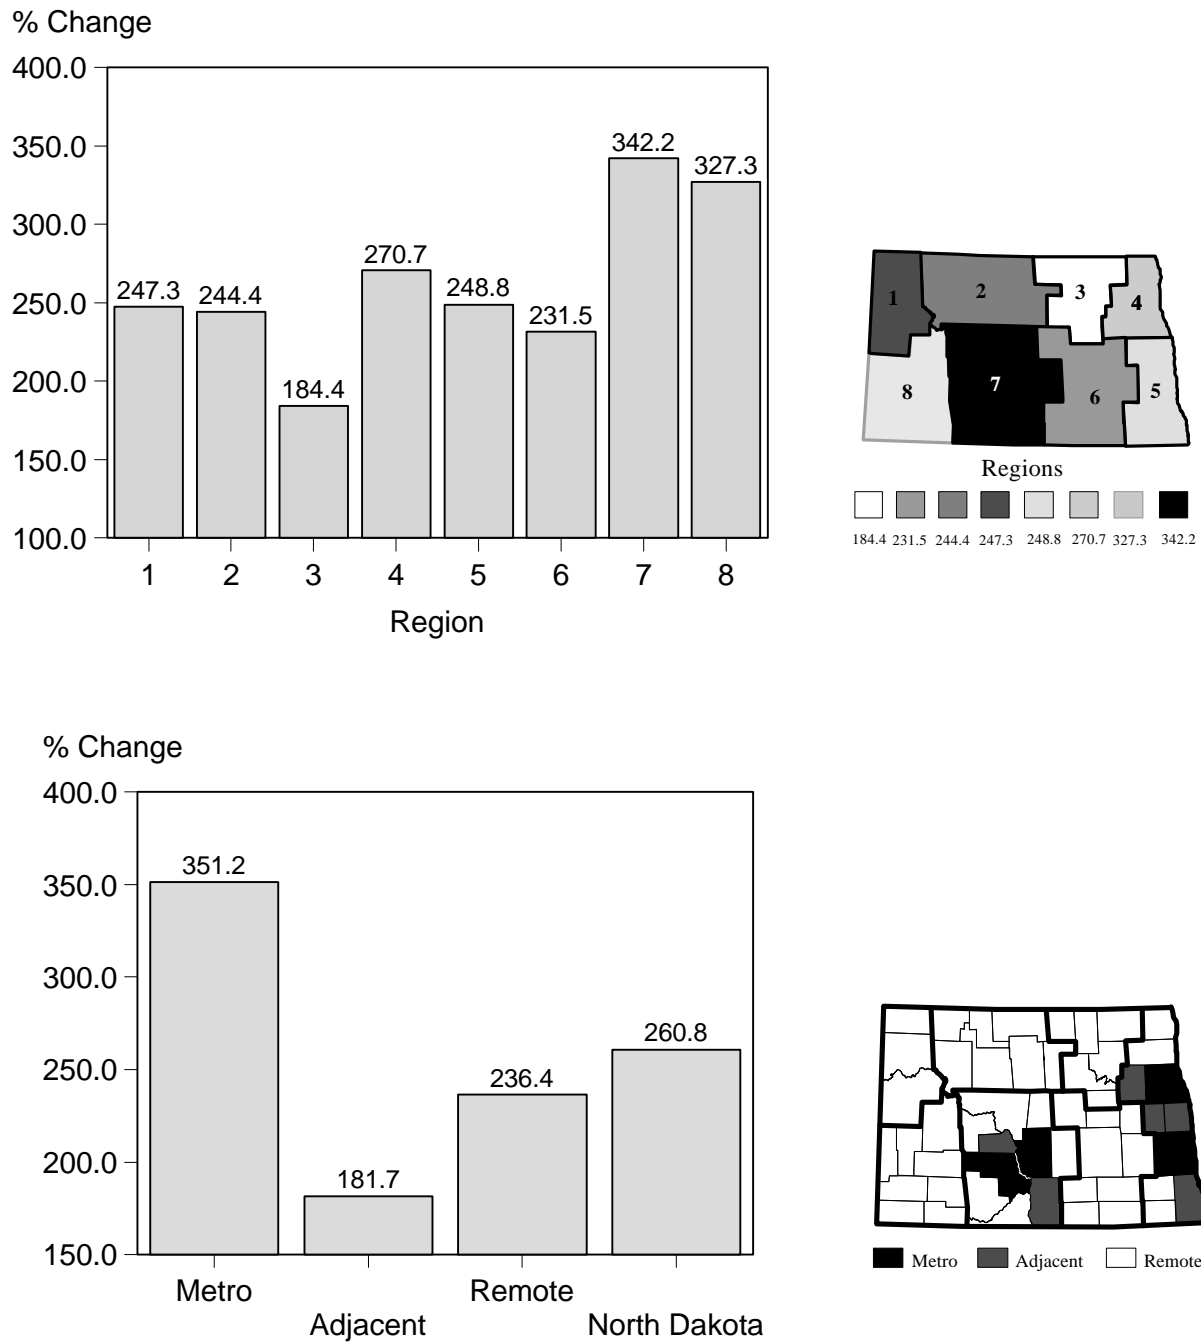 % Change
400.0
350.0
300.0
250.0
200.0
150.0
100.0
247.3
244.4
184.4
270.7
248.8
231.5
342.2
327.3
1 2 3 4 5 6 7 8
Region
1 2 3 4
8 7 6 5
Regions
184.4 231.5 244.4 247.3 248.8 270.7 327.3 342.2
% Change
400.0
350.0
300.0
250.0
200.0
150.0
351.2
181.7
236.4
260.8
Metro
Adjacent
Remote
North Dakota
Metro Adjacent Remote